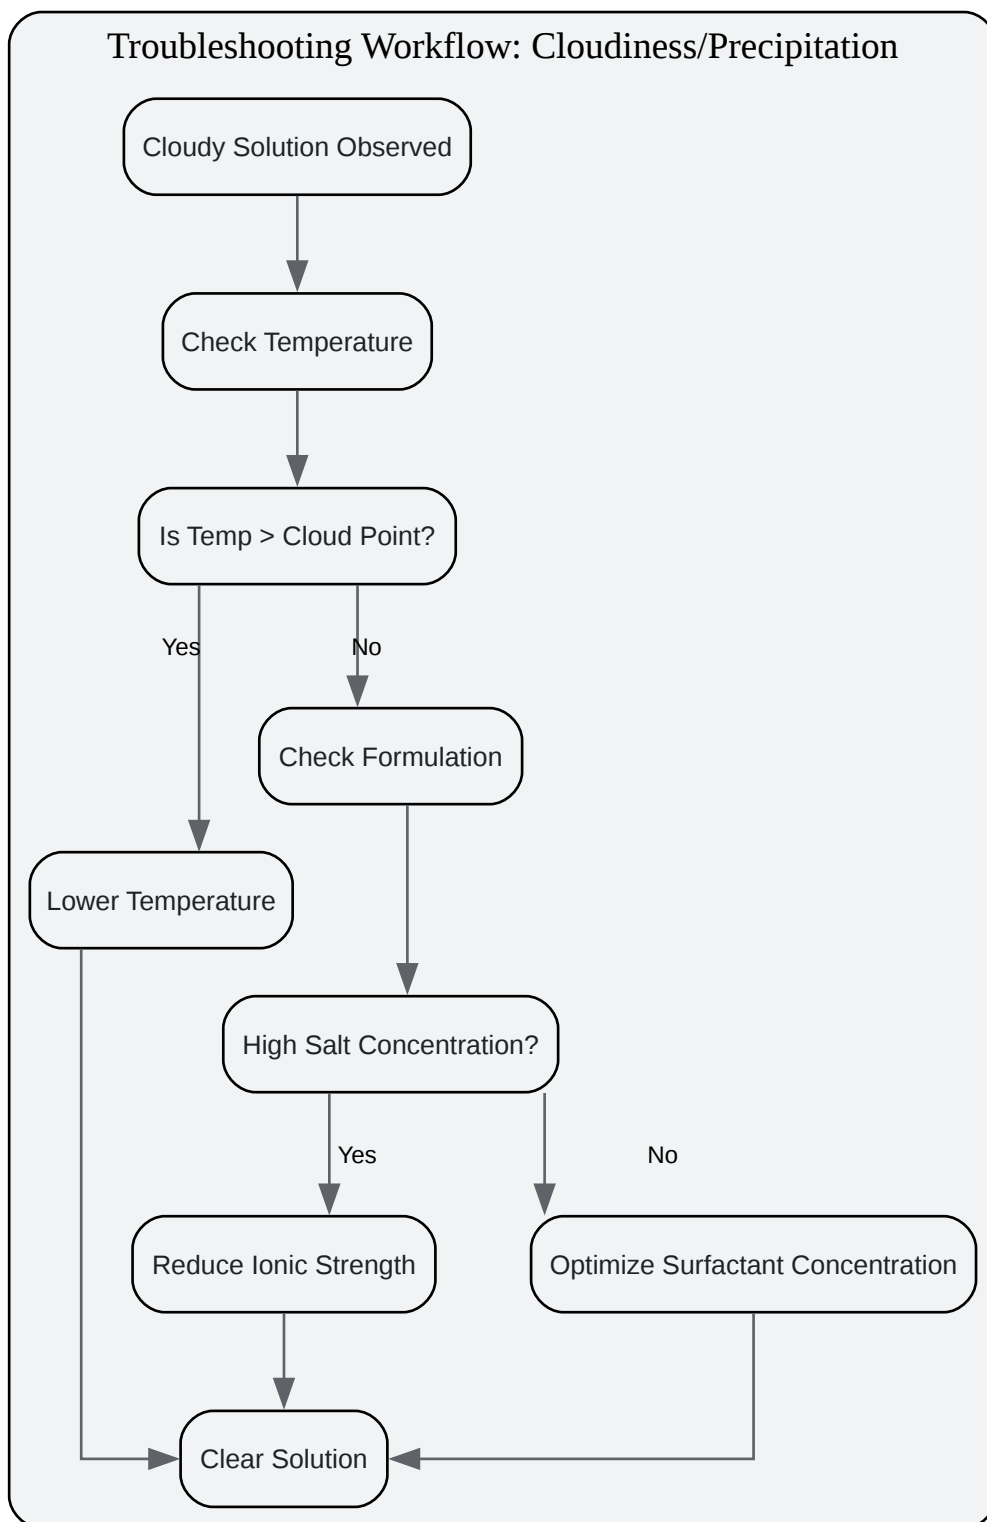 Troubleshooting Workflow: Cloudiness/Precipitation
Cloudy Solution Observed
Check Temperature
Is Temp > Cloud Point?
Yes
No
Check Formulation
Lower Temperature
High Salt Concentration?
Yes
No
Reduce Ionic Strength
Optimize Surfactant Concentration
Clear Solution